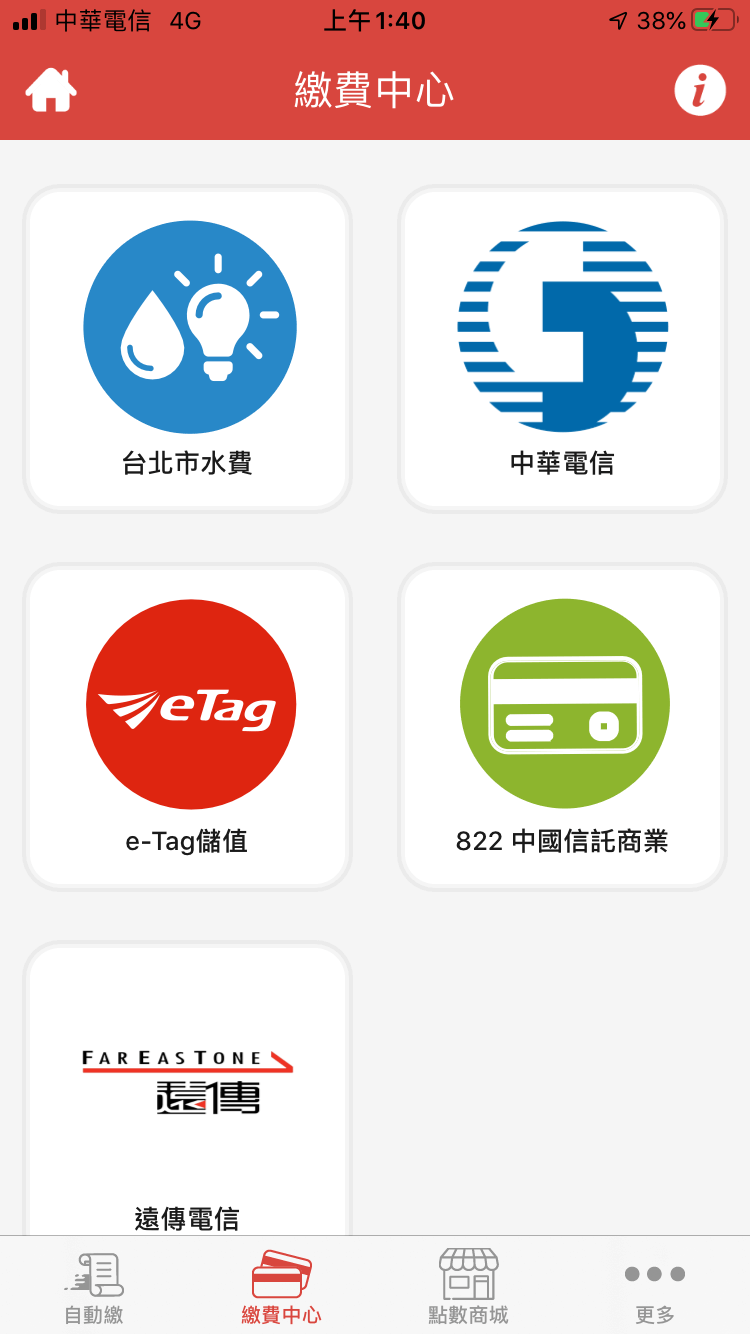 中華電信 4G 上午1:40 38%
繳費中心
台北市水費 中華電信
eTag
e-Tag儲值 822 中國信託商業
FAREASTONE
遠傳
遠傳電信
自動繳 繳費中心 點數商城 更多